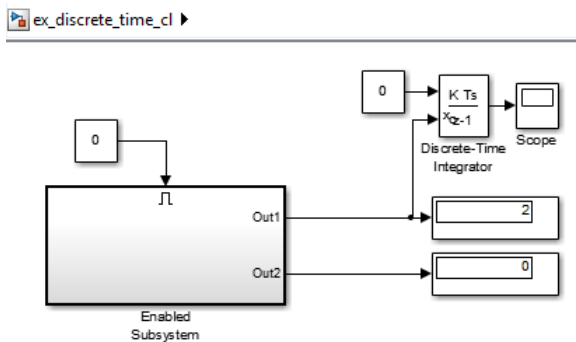 ex_discrete_time_cl
0
K Ts
z-1
Discrete-Time
Integrator
Scope
0
Out1
2
Out2
0
Enabled
Subsystem